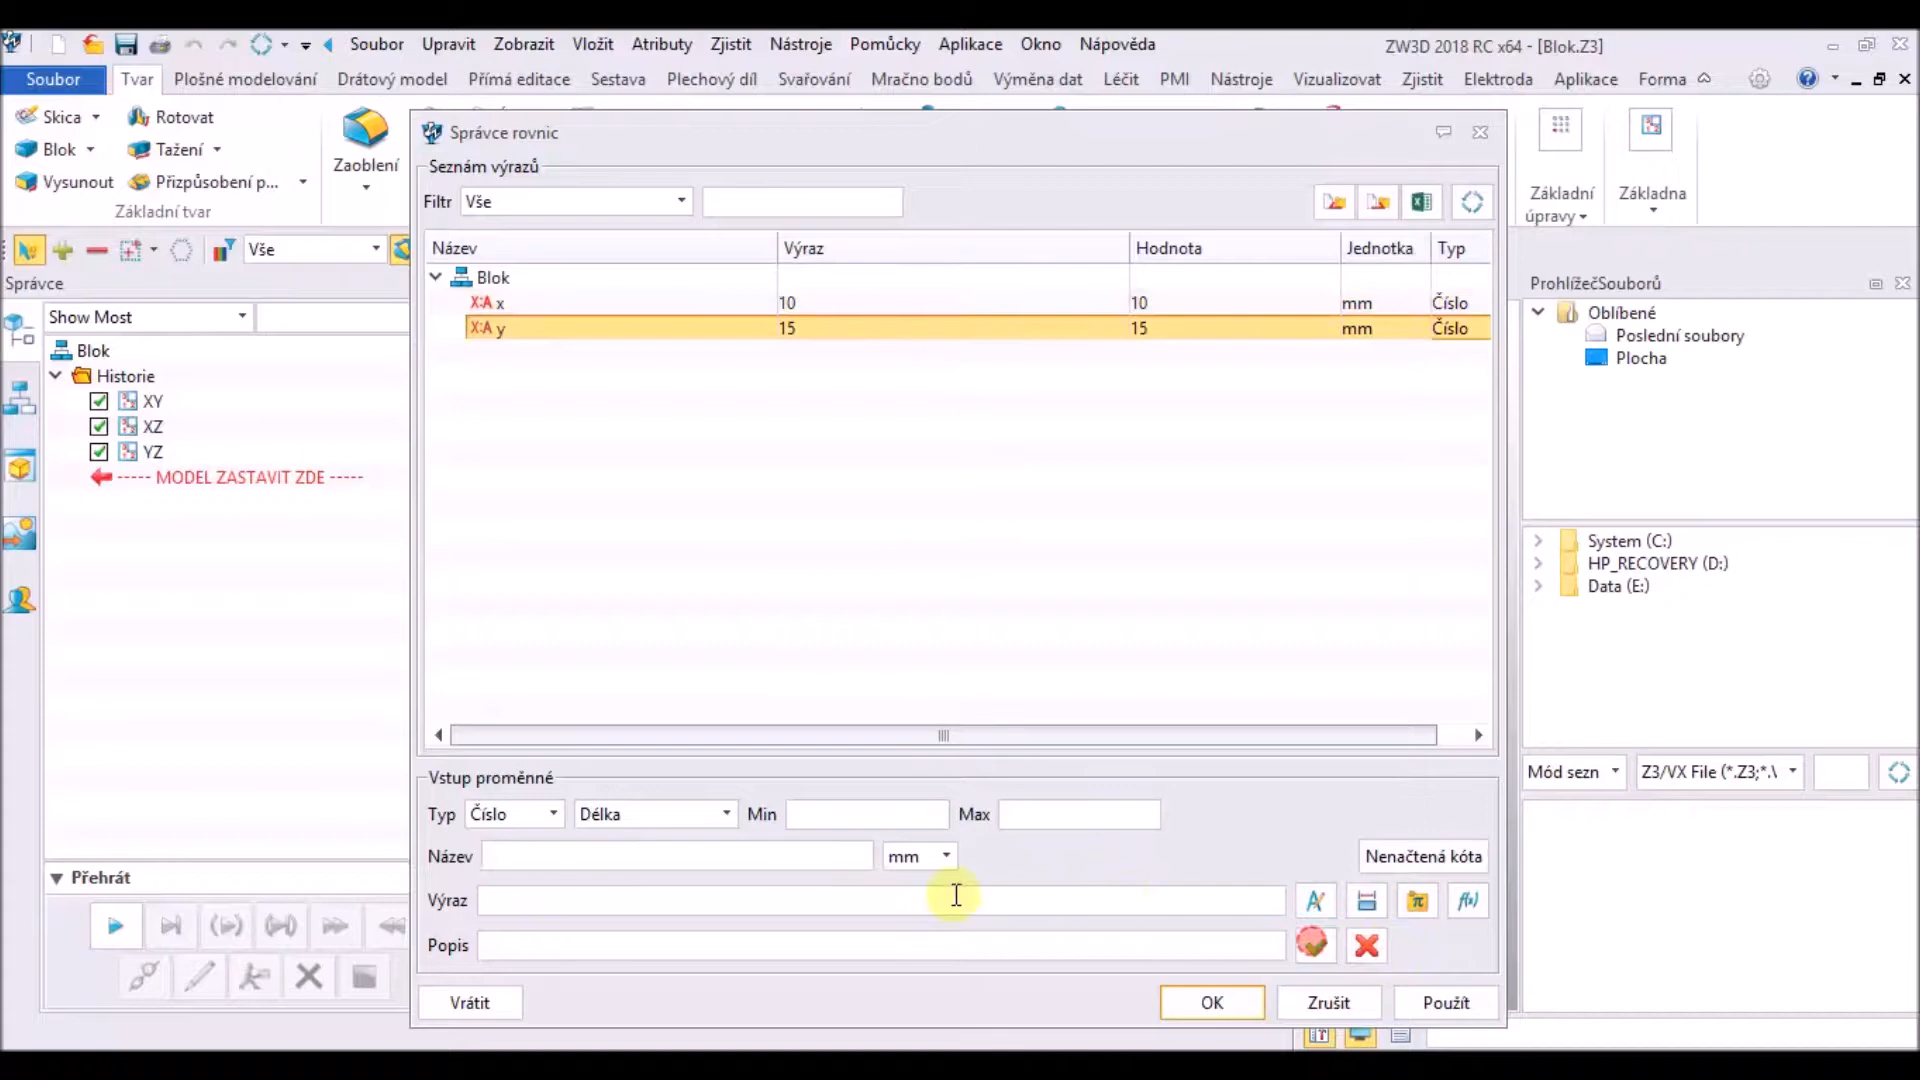 Soubor Upravit Zobrazit Vložit Atributy Zjistit Nástroje Pomůcky Aplikace Okno Nápověda
ZW3D 2018 RC x64 - [Blok.Z3]
Soubor Tvar Plošné modelování Drátový model Přímá editace Sestava Plechový díl Svařování Mračno bodů Výměna dat Léčit PMI Nástroje Vizualizovat Zjistit Elektroda Aplikace Forma
Skica Rotovat
Blok Tažení
Vysunout Přizpůsobení p...
Základní tvar
Zaoblení
Základní
úpravy
Základna
Vše
Správce
Show Most
Blok
Historie
XY
XZ
YZ
----- MODEL ZASTAVIT ZDE -----
Přehrát
Správce rovnic
Seznám výrazů
Filtr Vše
Název Výraz Hodnota Jednotka Typ
Blok
X:A x 10 10 mm Číslo
X:A y 15 15 mm Číslo
Vstup proměnné
Typ Číslo Délka Min Max
Název mm Nenačtená kóta
Výraz
Popis
Vrátit OK Zrušit Použít
ProhlížečSouborů
Oblíbené
Poslední soubory
Plocha
System (C:)
HP_RECOVERY (D:)
Data (E:)
Mód sezn Z3/VX File (*.Z3;*.\